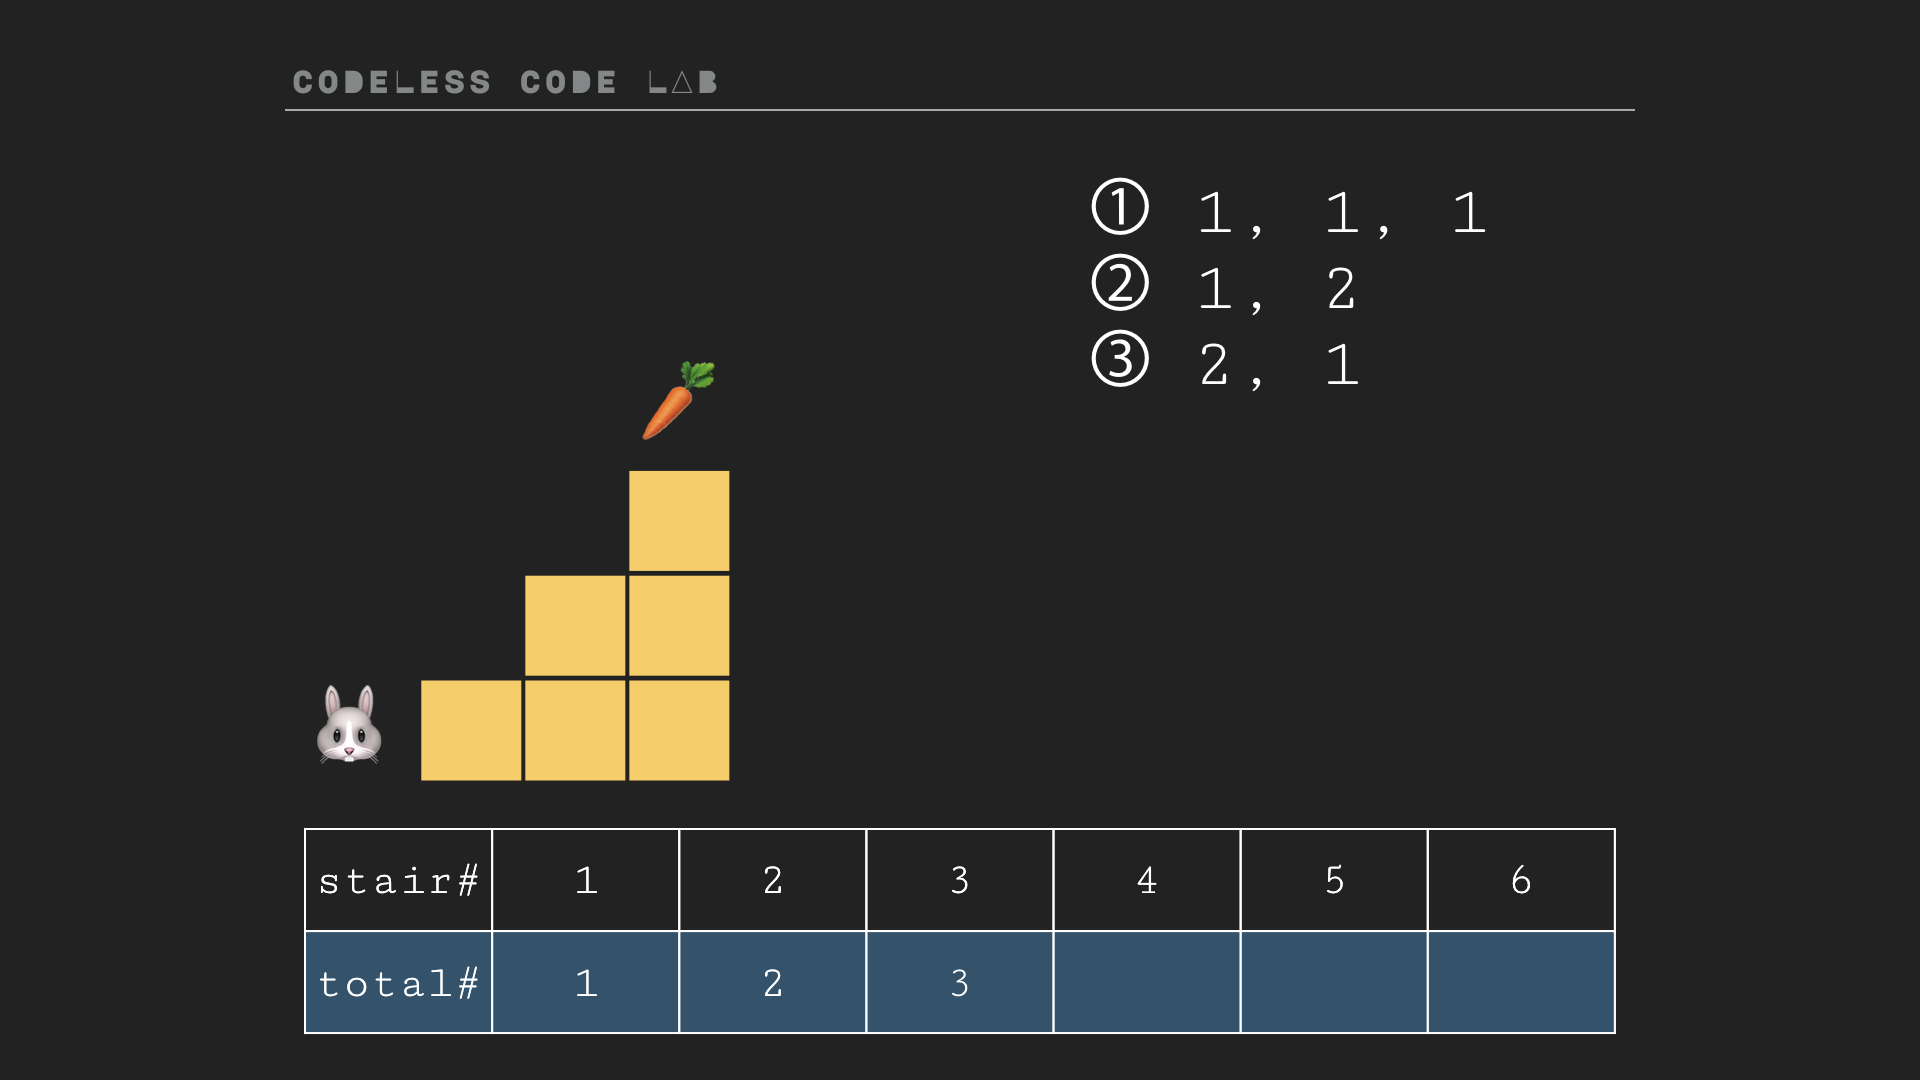 CODELESS CODE LAB
① 1, 1, 1
② 1, 2
③ 2, 1
stair# 1 2 3 4 5 6
total# 1 2 3